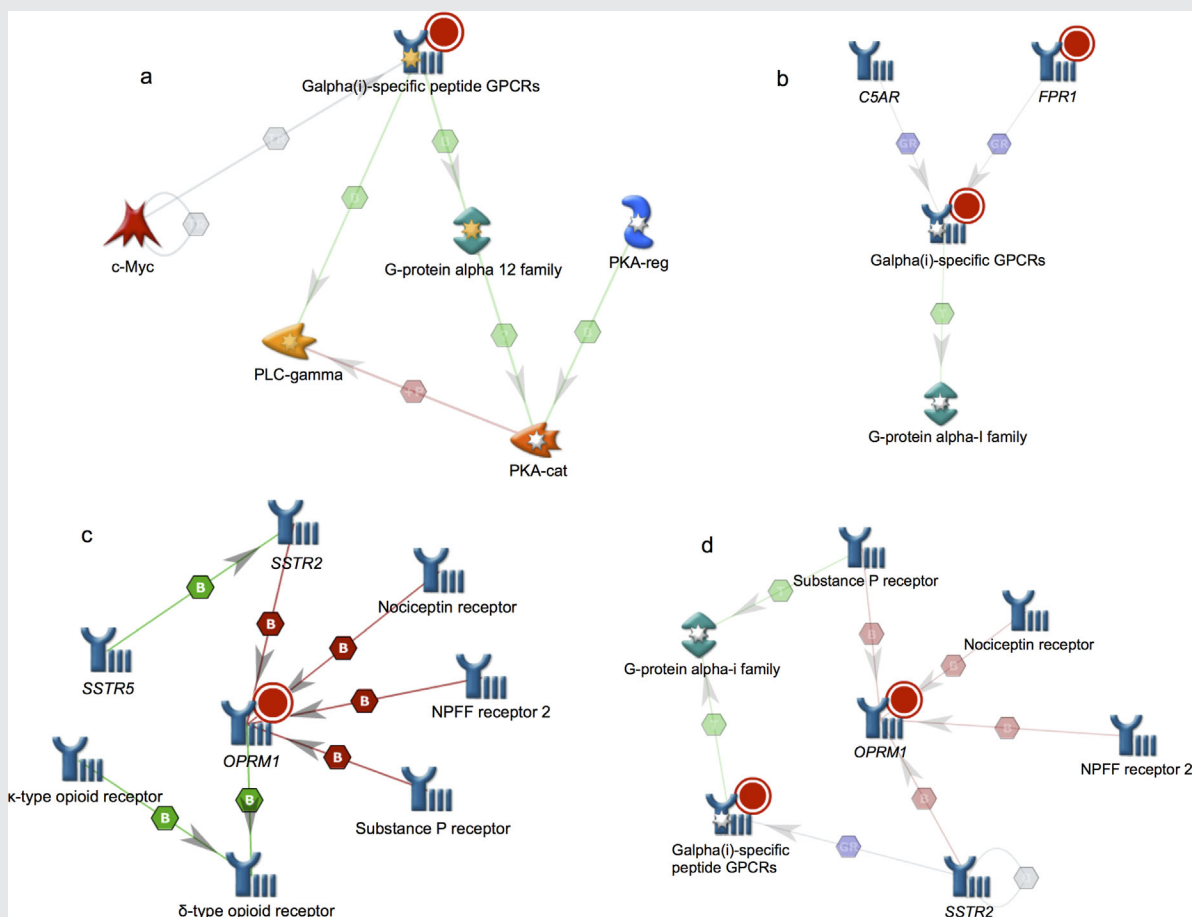 a
Galpha(i)-specific peptide GPCRs
B
c-Myc
G-protein alpha 12 family
PKA-reg
PLC-gamma
+P
PKA-cat
b
C5AR
FPR1
GR
GR
Galpha(i)-specific GPCRs
G-protein alpha-I family
c
SSTR2
B
SSTR5
B
Nociceptin receptor
B
NPFF receptor 2
B
OPRM1
B
Substance P receptor
κ-type opioid receptor
B
B
δ-type opioid receptor
d
Substance P receptor
B
Nociceptin receptor
B
G-protein alpha-i family
OPRM1
B
NPFF receptor 2
B
Galpha(i)-specific
peptide GPCRs
GR
SSTR2